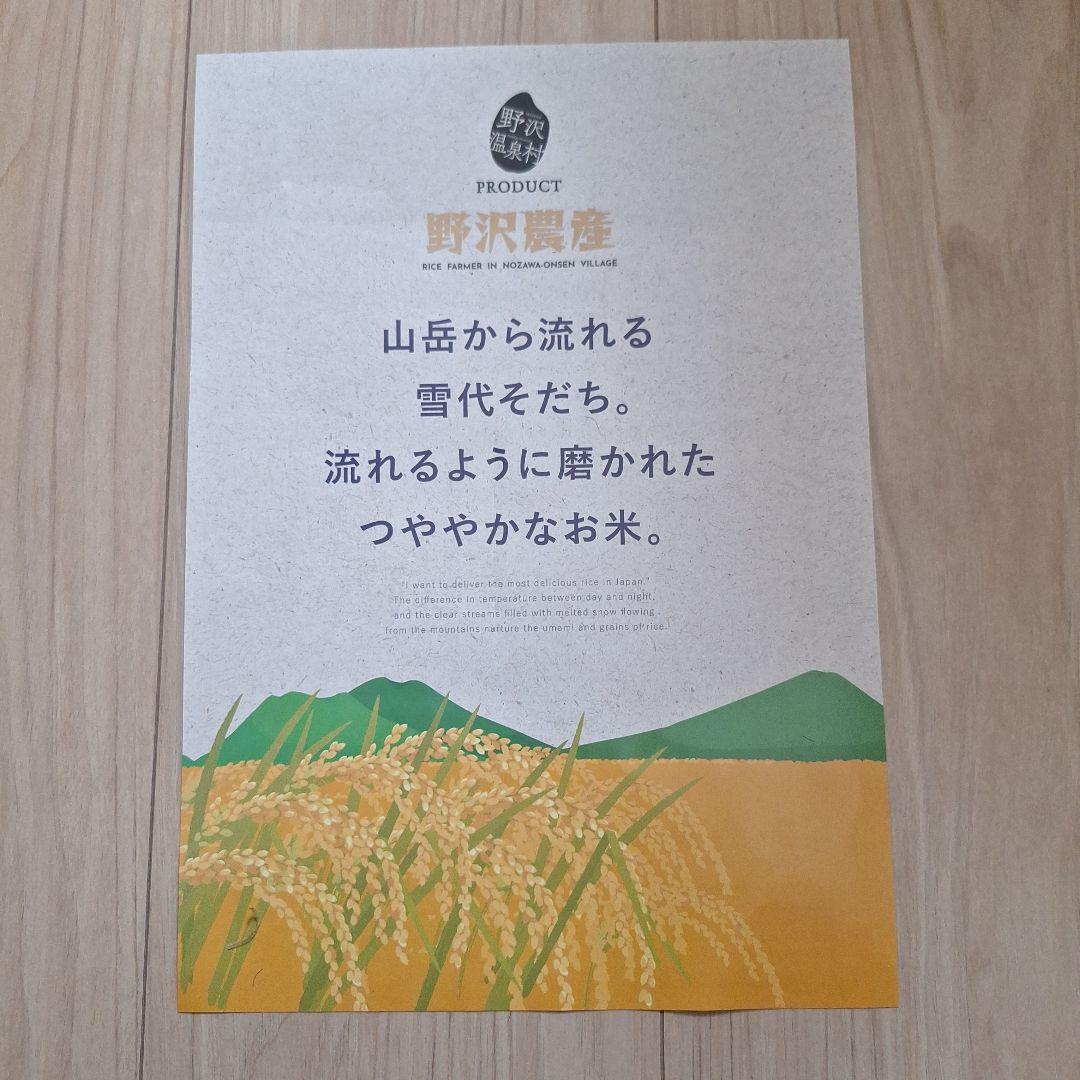 野沢
温泉村
PRODUCT
野沢農産
RICE FARMER IN NOZAWA-ONSEN VILLAGE
山岳から流れる
雪代そだち。
流れるように磨かれた
つややかなお米。
"I want to deliver the most delicious rice in Japan."
The difference in temperature between day and night,
and the clear streams filled with melted snow flowing
from the mountains nurture the umami and grains of rice.